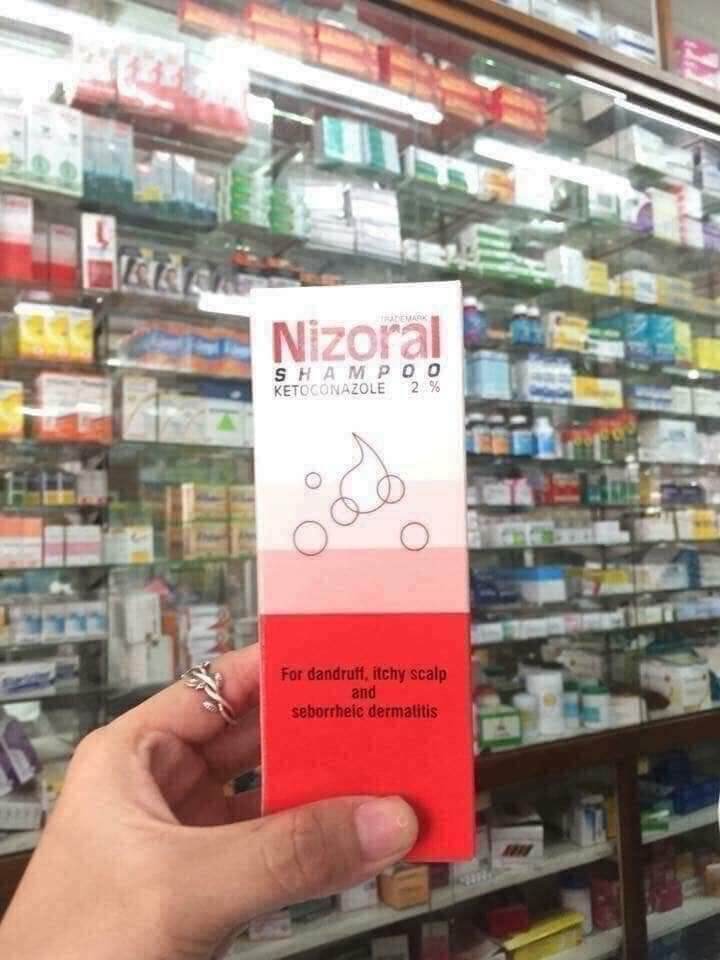 TRADEMARK
Nizoral
SHAMPOO
KETOCONAZOLE 2 %
For dandruff, itchy scalp
and
seborrheic dermatitis